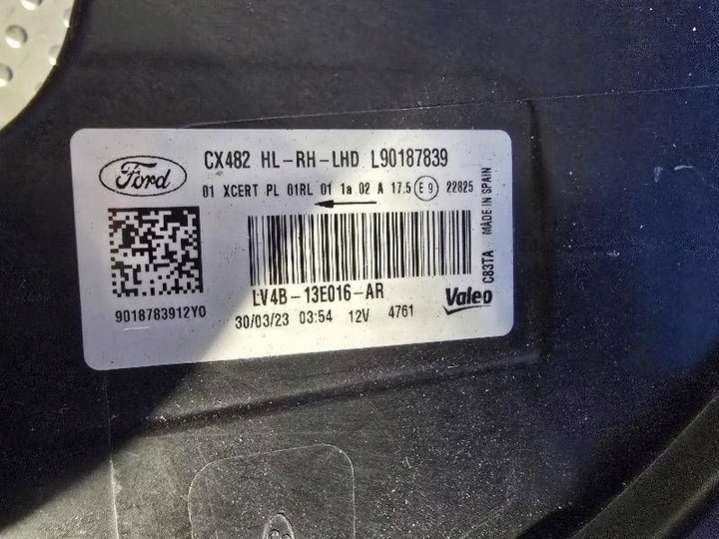 Ford
CX482 HL-RH-LHD L90187839
01 XCERT PL 01RL 01 1a 02 A 17.5 E9 22825
LV4B-13E016-AR
9018783912Y0
30/03/23 03:54 12V 4761
Valeo
C83TA MADE IN SPAIN